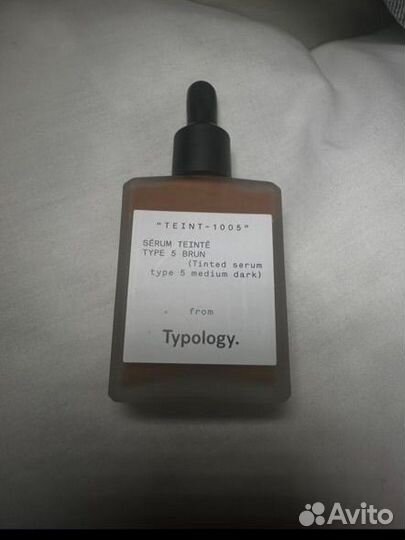 "TEINT-1005"
SÉRUM TEINTÉ
TYPE 5 BRUN
(Tinted serum
type 5 medium dark)
from
Typology.
Avito